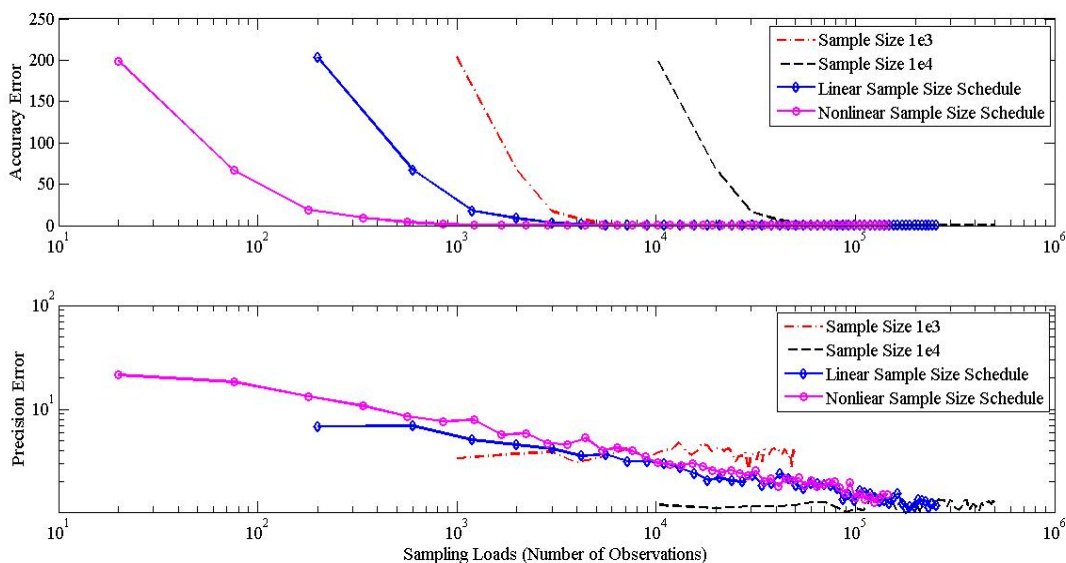 250
200
150
100
50
0
Accuracy Error
10^1
10^2
10^3
10^4
10^5
10^6
Sample Size 1e3
Sample Size 1e4
Linear Sample Size Schedule
Nonlinear Sample Size Schedule
10^2
10^1
Precision Error
10^1
10^2
10^3
10^4
10^5
10^6
Sample Size 1e3
Sample Size 1e4
Linear Sample Size Schedule
Nonliear Sample Size Schedule
Sampling Loads (Number of Observations)